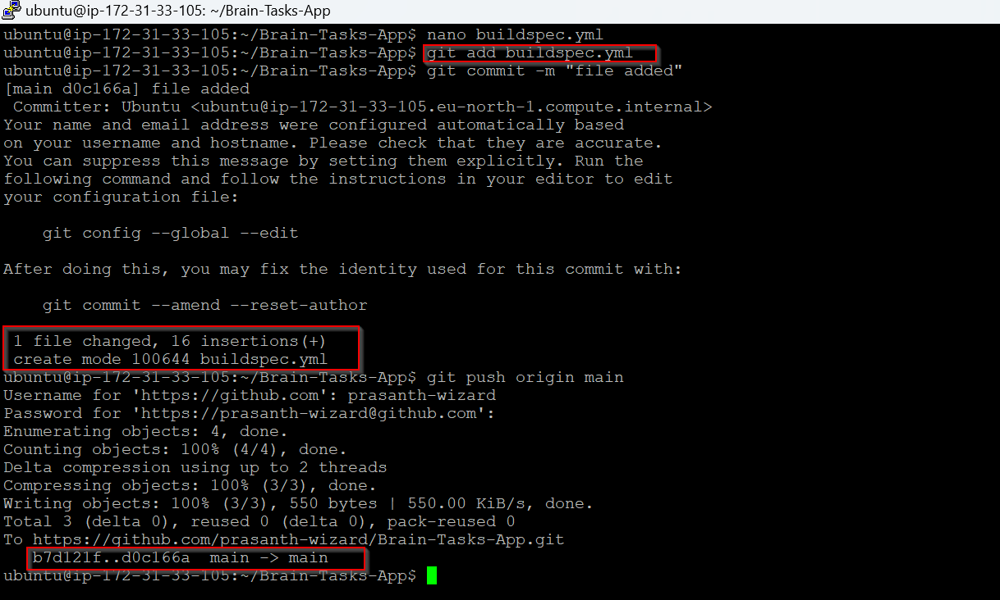 ubuntu@ip-172-31-33-105: ~/Brain-Tasks-App
ubuntu@ip-172-31-33-105:~/Brain-Tasks-App$ nano buildspec.yml
ubuntu@ip-172-31-33-105:~/Brain-Tasks-App$ git add buildspec.yml
ubuntu@ip-172-31-33-105:~/Brain-Tasks-App$ git commit -m "file added"
[main d0c166a] file added
 Committer: Ubuntu <ubuntu@ip-172-31-33-105.eu-north-1.compute.internal>
Your name and email address were configured automatically based
on your username and hostname. Please check that they are accurate.
You can suppress this message by setting them explicitly. Run the
following command and follow the instructions in your editor to edit
your configuration file:
    git config --global --edit
After doing this, you may fix the identity used for this commit with:
    git commit --amend --reset-author
 1 file changed, 16 insertions(+)
 create mode 100644 buildspec.yml
ubuntu@ip-172-31-33-105:~/Brain-Tasks-App$ git push origin main
Username for 'https://github.com': prasanth-wizard
Password for 'https://prasanth-wizard@github.com':
Enumerating objects: 4, done.
Counting objects: 100% (4/4), done.
Delta compression using up to 2 threads
Compressing objects: 100% (3/3), done.
Writing objects: 100% (3/3), 550 bytes | 550.00 KiB/s, done.
Total 3 (delta 0), reused 0 (delta 0), pack-reused 0
To https://github.com/prasanth-wizard/Brain-Tasks-App.git
   b7d121f..d0c166a  main -> main
ubuntu@ip-172-31-33-105:~/Brain-Tasks-App$